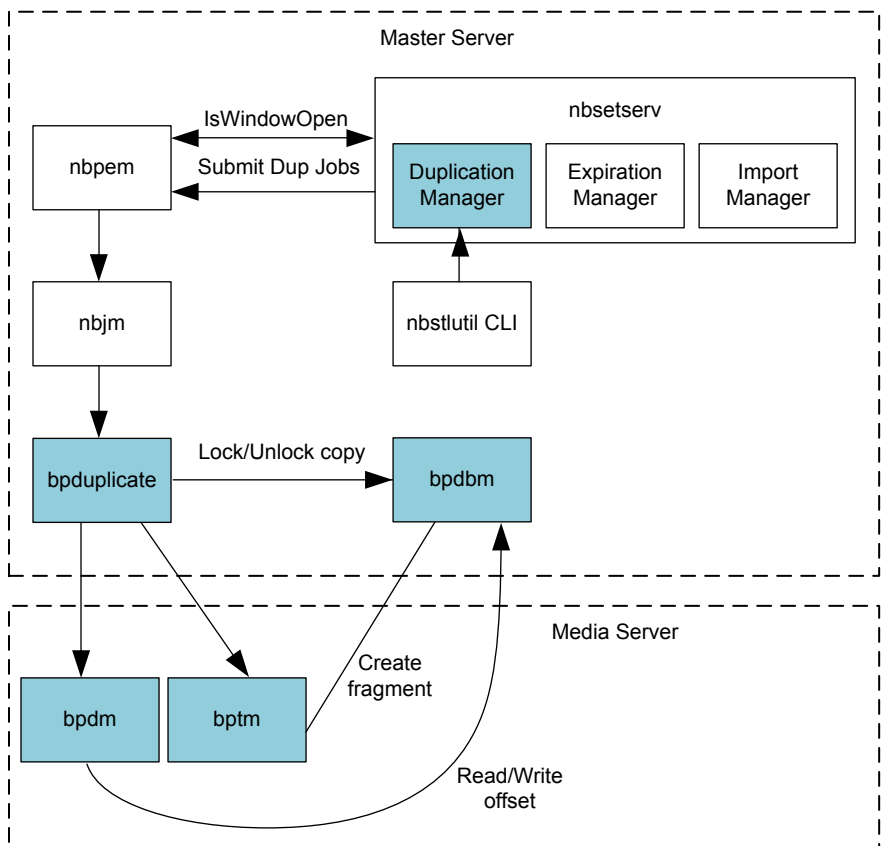 Master Server
nbsetserv
IsWindowOpen
nbpem
Submit Dup Jobs
Duplication
Manager
Expiration
Manager
Import
Manager
nbjm
nbstlutil CLI
Lock/Unlock copy
bpduplicate
bpdbm
Media Server
Create
fragment
bpdm
bptm
Read/Write
offset